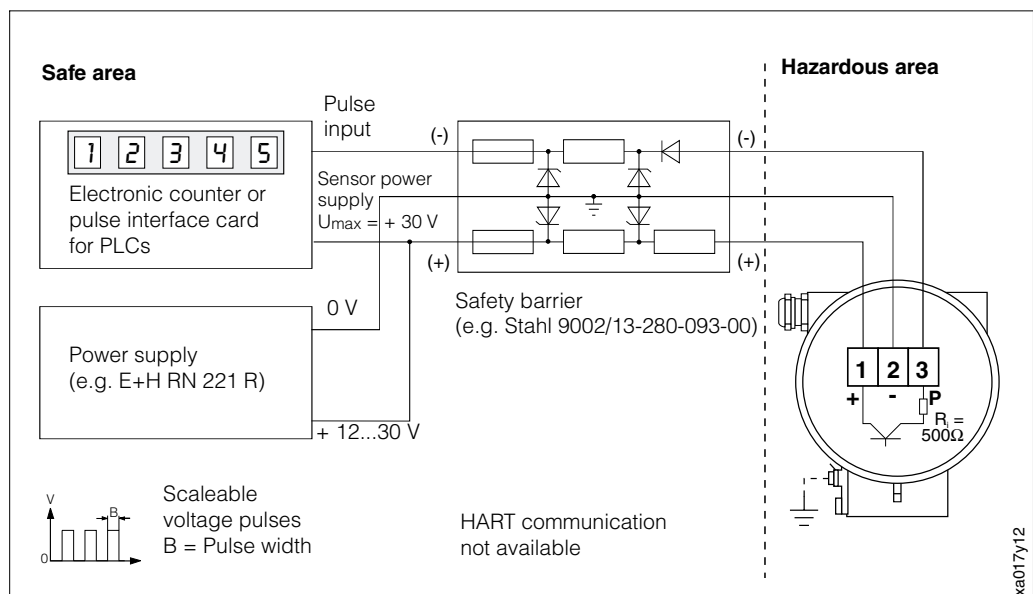 Safe area
Hazardous area
Pulse
input
(-)
(-)
1 2 3 4 5
Electronic counter or
pulse interface card
for PLCs
Sensor power
supply
Umax = + 30 V
(+)
(+)
Safety barrier
(e.g. Stahl 9002/13-280-093-00)
0 V
Power supply
(e.g. E+H RN 221 R)
+ 12...30 V
1 2 3
+ - P
Ri =
500Ω
V
B
0
Scaleable
voltage pulses
B = Pulse width
HART communication
not available
xa017y12